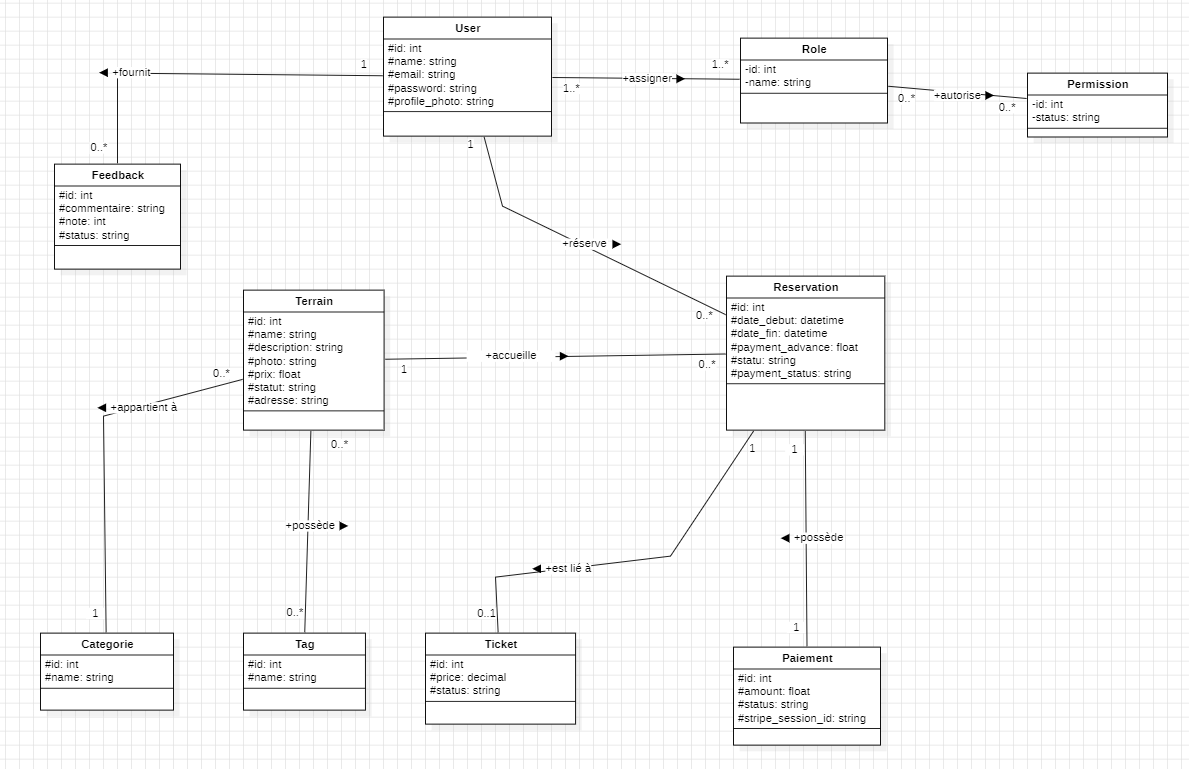 User
#id: int
#name: string
#email: string
#password: string
#profile_photo: string
Role
-id: int
-name: string
Permission
-id: int
-status: string
1
◄ +fournit
0..*
1..*
+assigner ►
1..*
0..*
+autorise ►
0..*
Feedback
#id: int
#commentaire: string
#note: int
#status: string
1
+réserve ►
0..*
Terrain
#id: int
#name: string
#description: string
#photo: string
#prix: float
#statut: string
#adresse: string
Reservation
#id: int
#date_debut: datetime
#date_fin: datetime
#payment_advance: float
#statu: string
#payment_status: string
1
+accueille ►
0..*
0..*
◄ +appartient à
1
0..*
+possède ►
0..*
1
◄ +est lié à
0..1
1
◄ +possède
1
Categorie
#id: int
#name: string
Tag
#id: int
#name: string
Ticket
#id: int
#price: decimal
#status: string
Paiement
#id: int
#amount: float
#status: string
#stripe_session_id: string